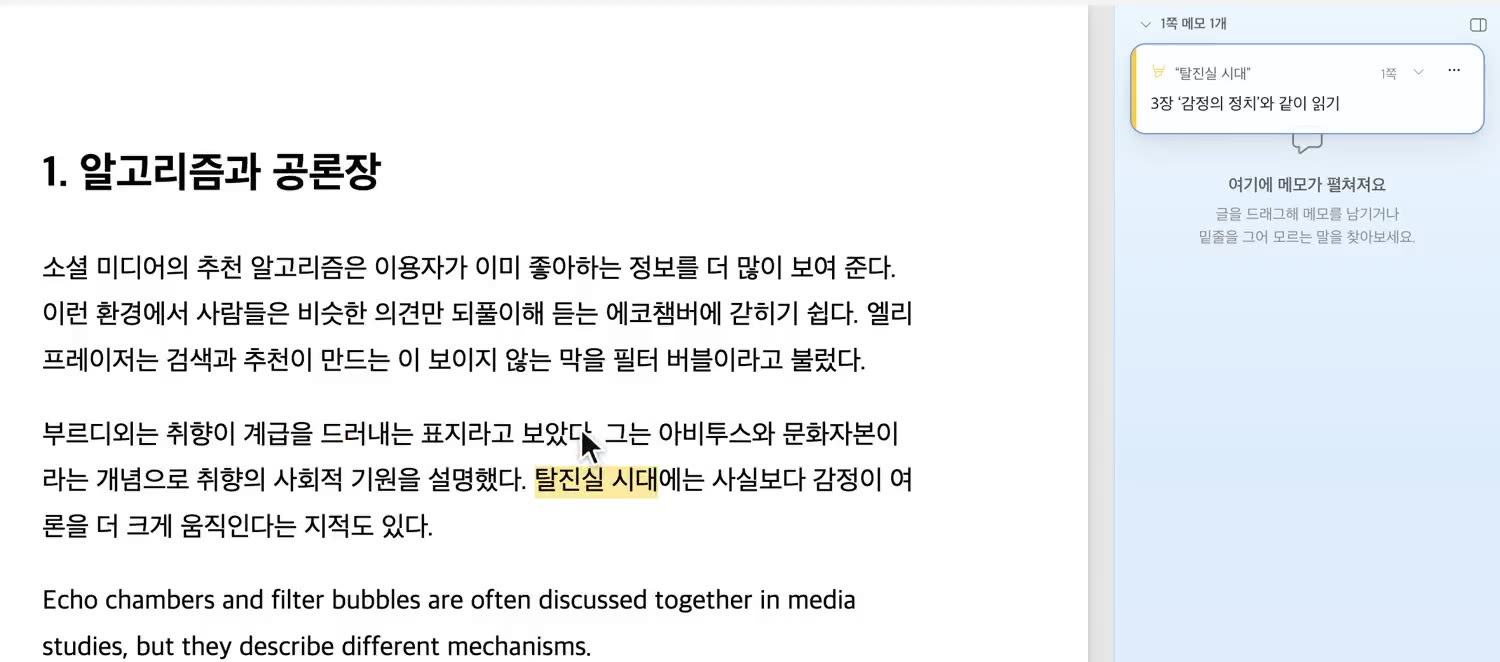 1. 알고리즘과 공론장
소셜 미디어의 추천 알고리즘은 이용자가 이미 좋아하는 정보를 더 많이 보여 준다.
이런 환경에서 사람들은 비슷한 의견만 되풀이해 듣는 에코챔버에 갇히기 쉽다. 엘리
프레이저는 검색과 추천이 만드는 이 보이지 않는 막을 필터 버블이라고 불렀다.
부르디외는 취향이 계급을 드러내는 표지라고 보았다. 그는 아비투스와 문화자본이
라는 개념으로 취향의 사회적 기원을 설명했다. 탈진실 시대에는 사실보다 감정이 여
론을 더 크게 움직인다는 지적도 있다.
Echo chambers and filter bubbles are often discussed together in media
studies, but they describe different mechanisms.
1쪽 메모 1개
“탈진실 시대”
1쪽
3장 ‘감정의 정치’와 같이 읽기
여기에 메모가 펼쳐져요
글을 드래그해 메모를 남기거나
밑줄을 그어 모르는 말을 찾아보세요.